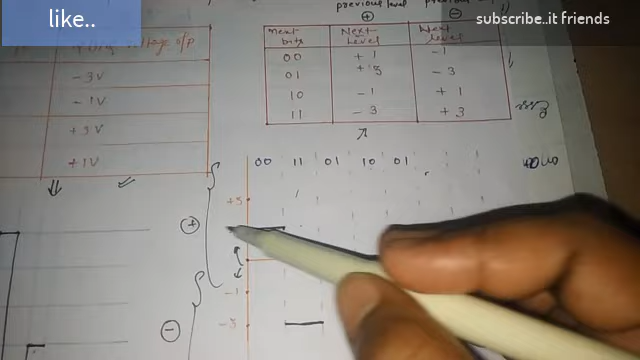 like..
subscribe..it friends
previous level
⊕ ⊖
Next bits Next Level Next level
00 +1 -1
01 +3 -3
10 -1 +1
11 -3 +3
voltage o/p
-3V
-1V
+3V
+1V
00 11 01 10 01
+3
⊕
-1
-3
⊖